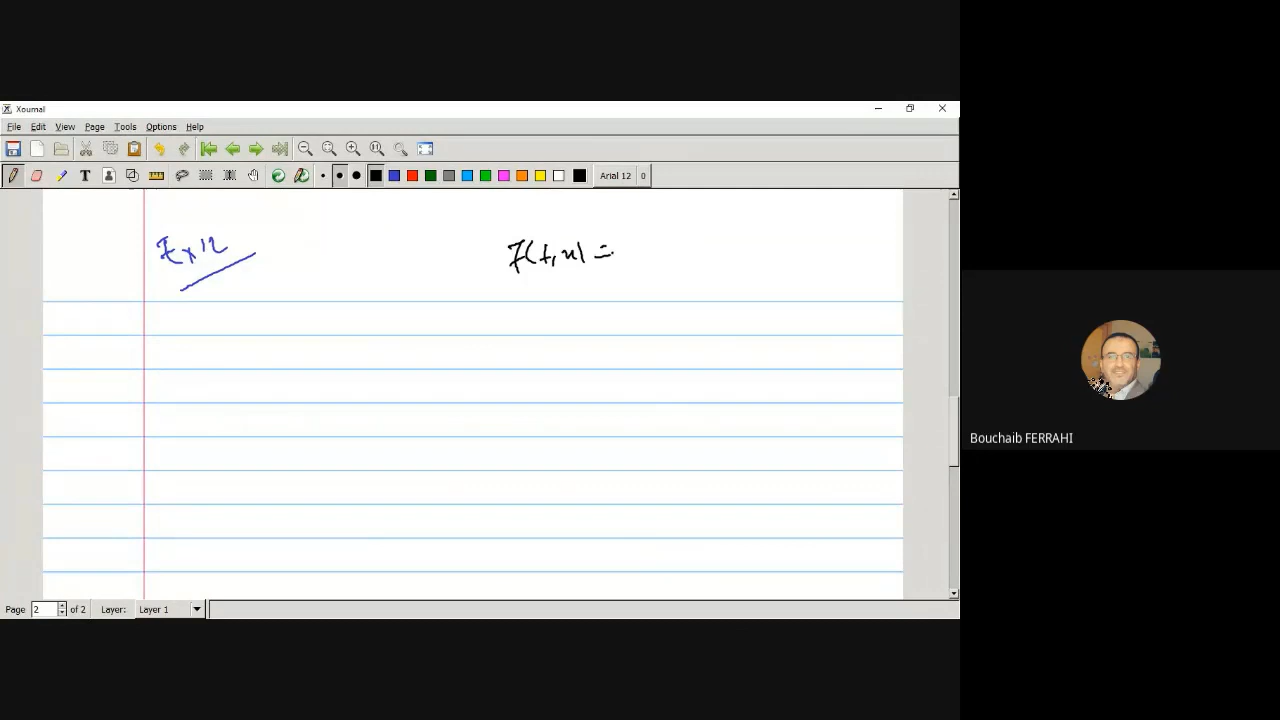 Xournal
File Edit View Page Tools Options Help
Arial 12 0
Ex 12
f(t,x) =
Bouchaib FERRAHI
Page 2 of 2 Layer: Layer 1